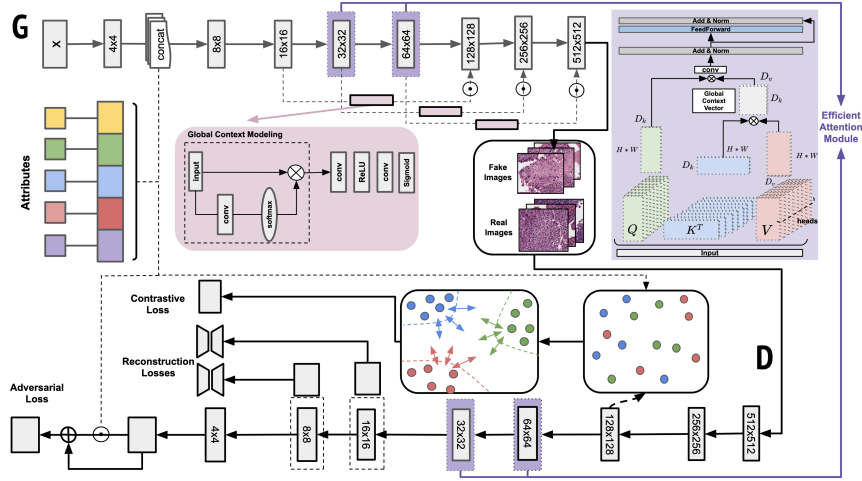 G
X
4x4
concat
8x8
16x16
32x32
64x64
128x128
256x256
512x512
Attributes
Global Context Modeling
input
conv
softmax
conv
ReLU
conv
Sigmoid
Fake
Images
Real
Images
Add & Norm
FeedForward
Add & Norm
conv
D_v
Global
Context
Vector
D_k
D_k
H * W
D_k
H * W
D_v
heads
Q
K^T
V
Input
Efficient
Attention
Module
Contrastive
Loss
Reconstruction
Losses
Adversarial
Loss
D
4x4
8x8
16x16
32x32
64x64
128x128
256x256
512x512